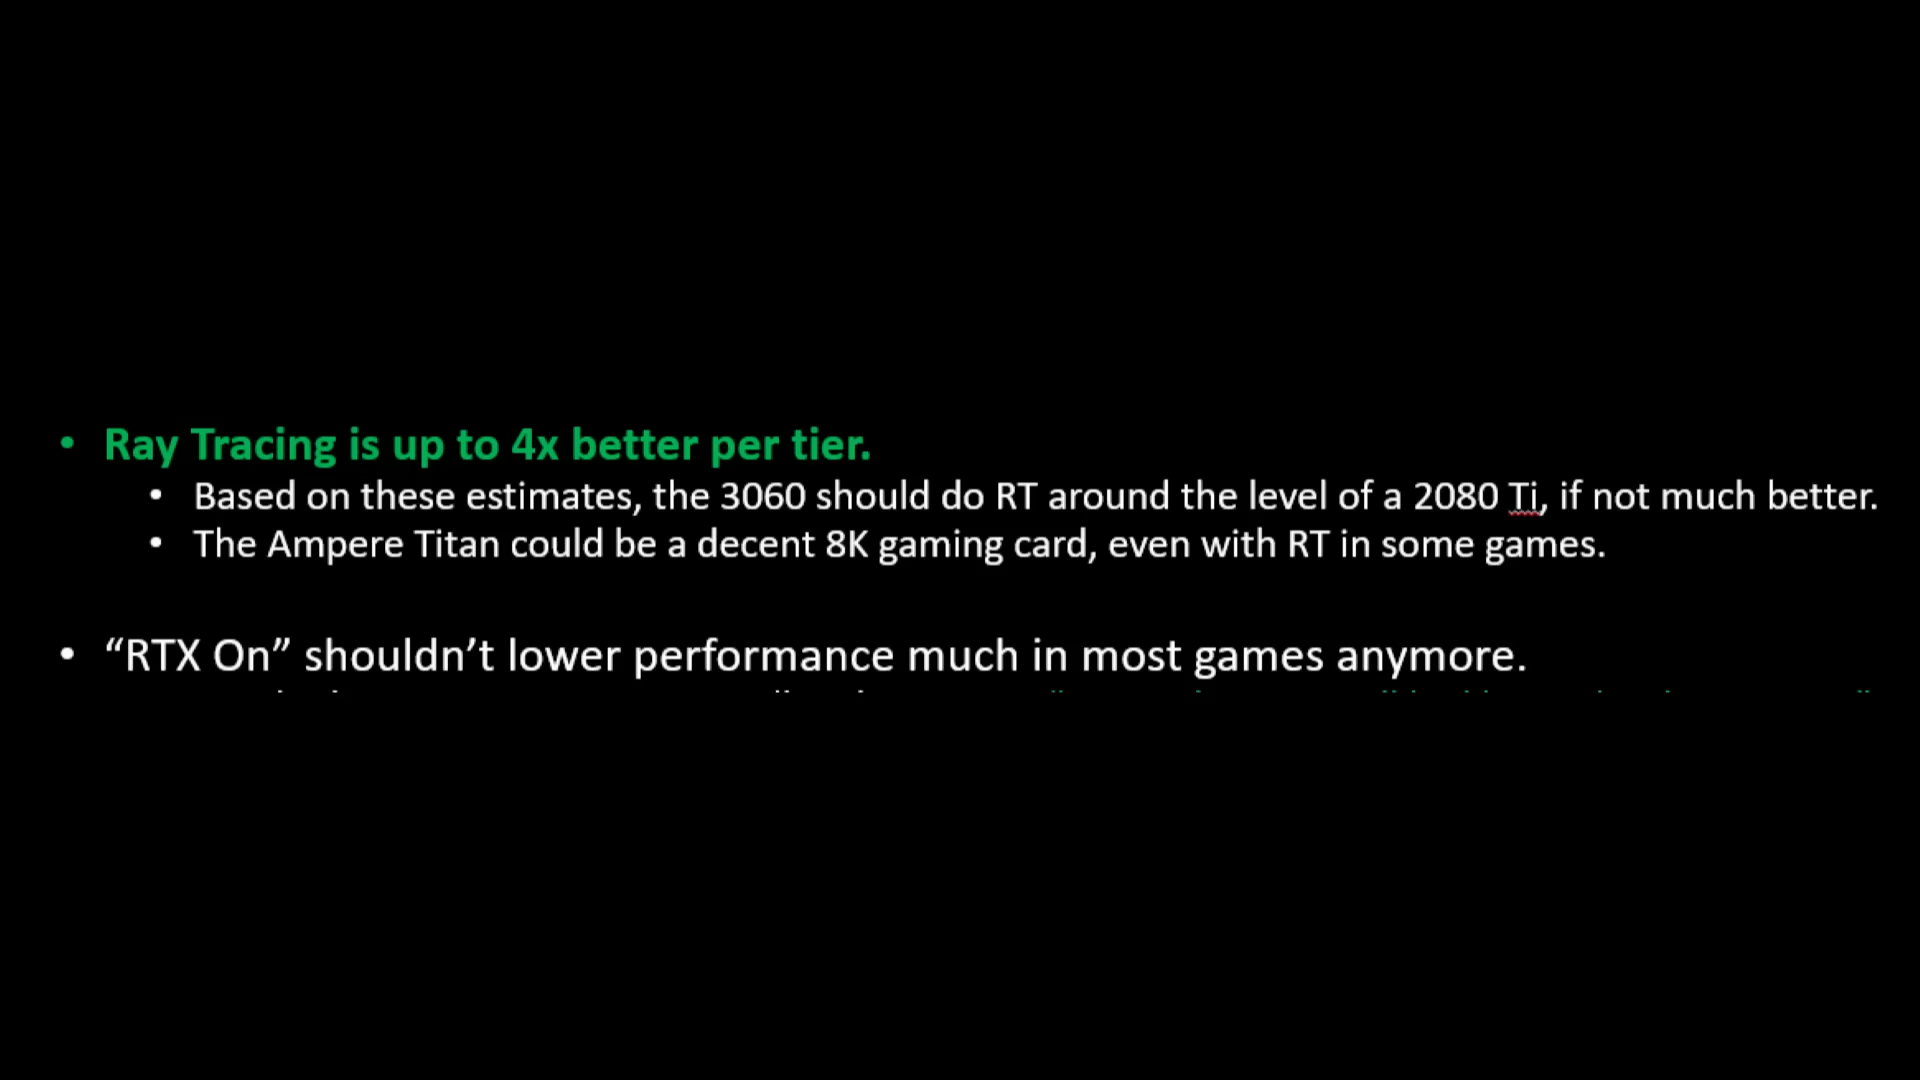 • Ray Tracing is up to 4x better per tier.
• Based on these estimates, the 3060 should do RT around the level of a 2080 Ti, if not much better.
• The Ampere Titan could be a decent 8K gaming card, even with RT in some games.
• “RTX On” shouldn’t lower performance much in most games anymore.